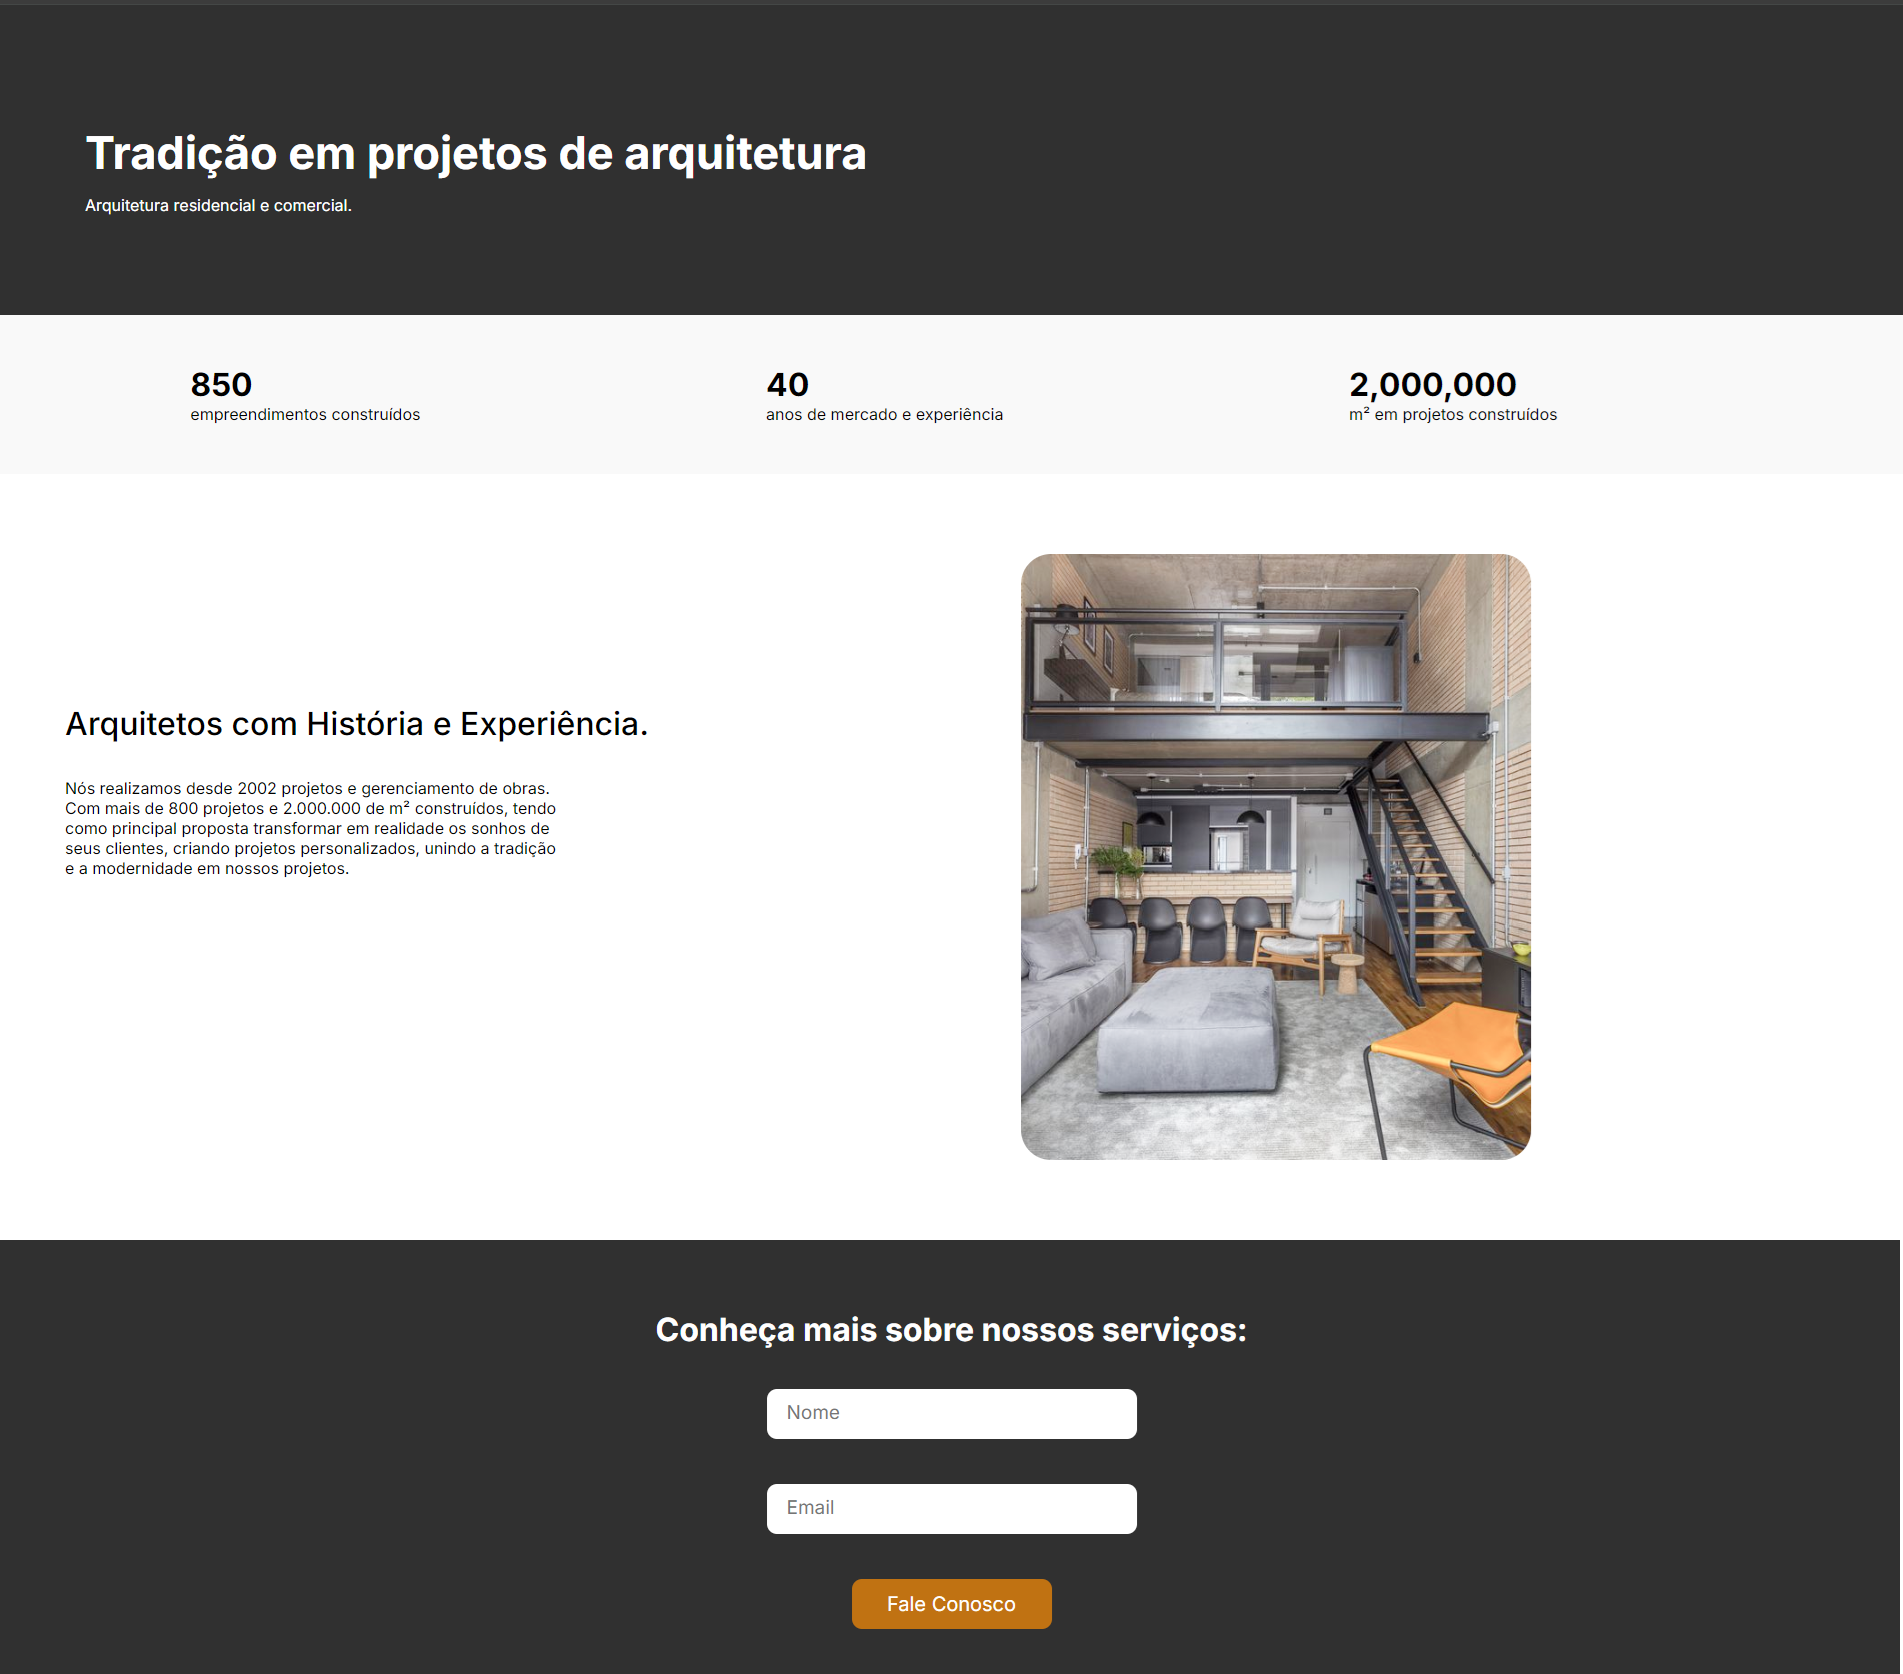 Tradição em projetos de arquitetura
Arquitetura residencial e comercial.
850
empreendimentos construídos
40
anos de mercado e experiência
2,000,000
m² em projetos construídos
Arquitetos com História e Experiência.
Nós realizamos desde 2002 projetos e gerenciamento de obras.
Com mais de 800 projetos e 2.000.000 de m² construídos, tendo
como principal proposta transformar em realidade os sonhos de
seus clientes, criando projetos personalizados, unindo a tradição
e a modernidade em nossos projetos.
Conheça mais sobre nossos serviços:
Nome
Email
Fale Conosco